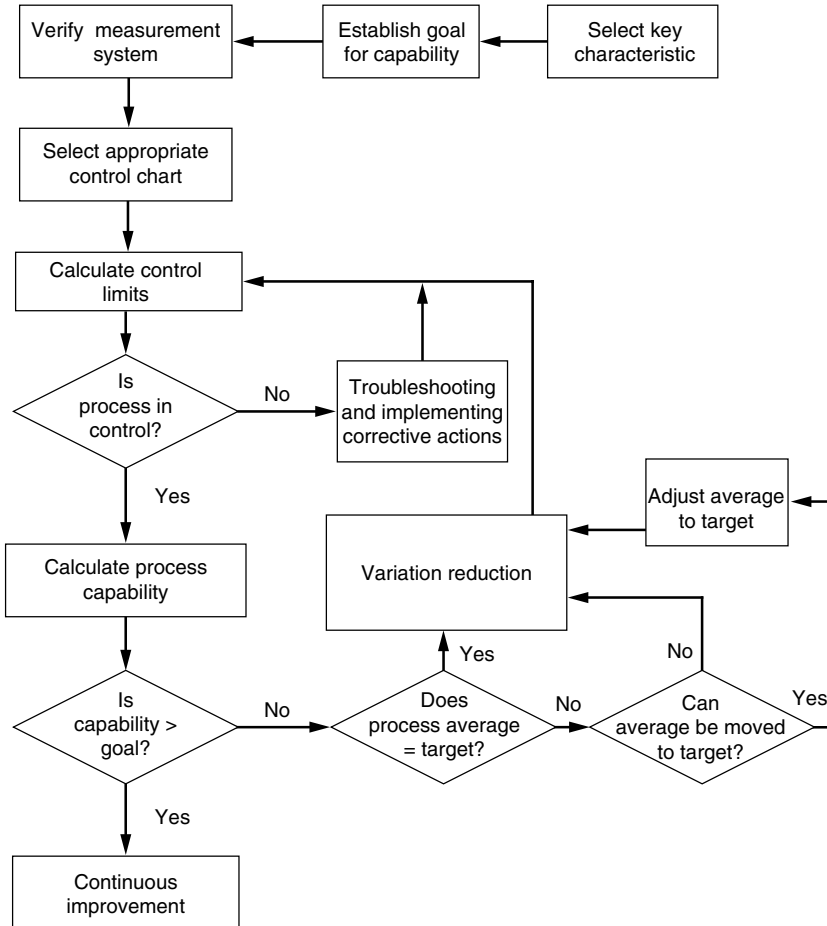 Verify measurement
system
Establish goal
for capability
Select key
characteristic
Select appropriate
control chart
Calculate control
limits
Is
process in
control?
No
Troubleshooting
and implementing
corrective actions
Yes
Adjust average
to target
Calculate process
capability
Variation reduction
Is
capability >
goal?
No
Does
process average
= target?
Yes
No
Can
average be moved
to target?
No
Yes
Yes
Continuous
improvement